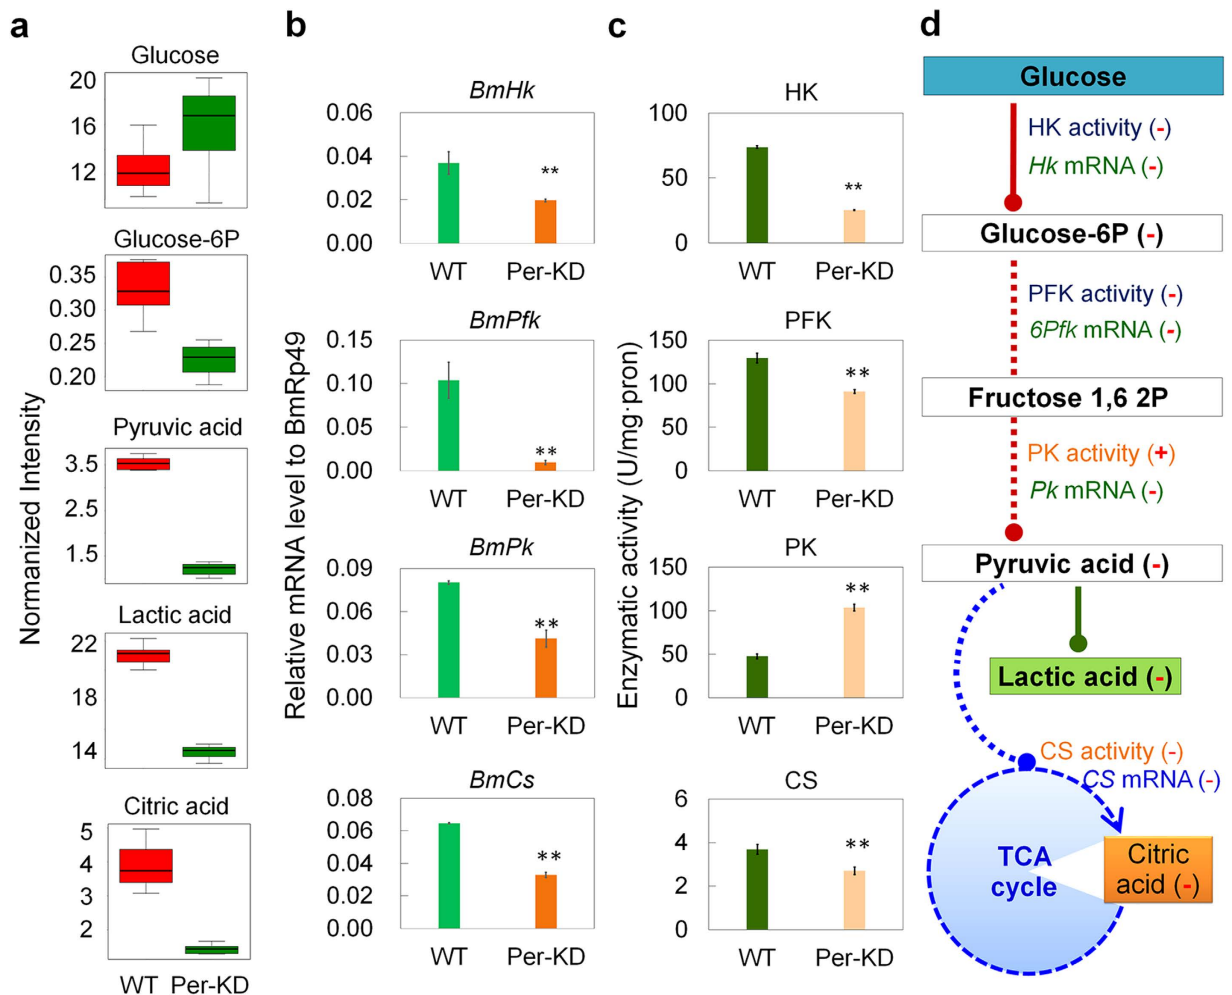 a
Normanized Intensity
Glucose
20
16
12
Glucose-6P
0.35
0.30
0.25
0.20
Pyruvic acid
3.5
2.5
1.5
Lactic acid
22
18
14
Citric acid
5
4
3
2
WT Per-KD
b
Relative mRNA level to BmRp49
BmHk
0.06
0.04
0.02
0.00
**
WT Per-KD
BmPfk
0.15
0.10
0.05
0.00
**
WT Per-KD
BmPk
0.09
0.06
0.03
0.00
**
WT Per-KD
BmCs
0.08
0.06
0.04
0.02
0.00
**
WT Per-KD
c
Enzymatic activity (U/mg·pron)
HK
100
50
0
**
WT Per-KD
PFK
150
100
50
0
**
WT Per-KD
PK
150
100
50
0
**
WT Per-KD
CS
6
4
2
0
**
WT Per-KD
d
Glucose
HK activity (-)
Hk mRNA (-)
Glucose-6P (-)
PFK activity (-)
6Pfk mRNA (-)
Fructose 1,6 2P
PK activity (+)
Pk mRNA (-)
Pyruvic acid (-)
Lactic acid (-)
CS activity (-)
CS mRNA (-)
TCA
cycle
Citric
acid (-)